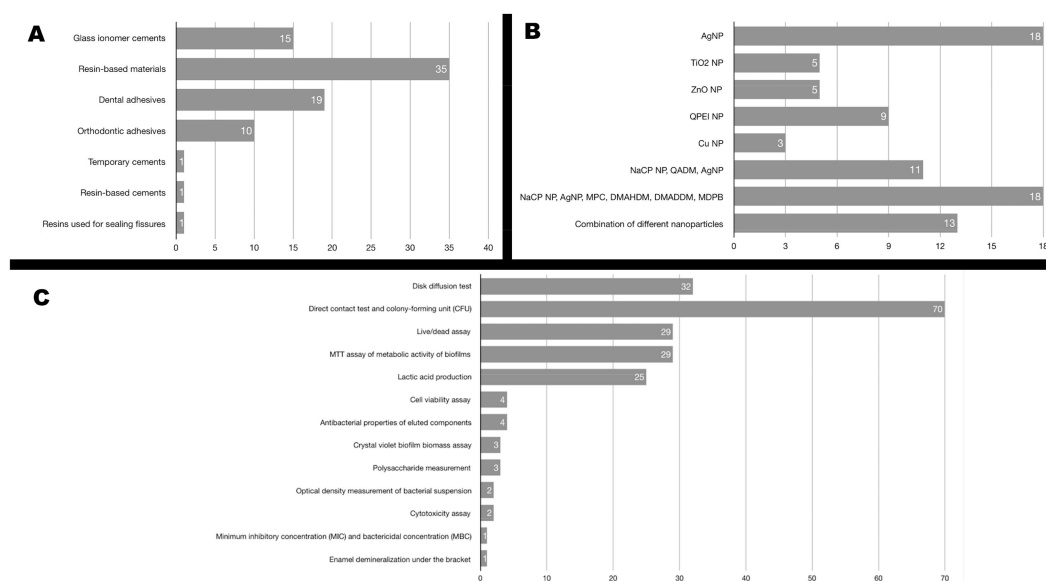 A
Glass ionomer cements 15
Resin-based materials 35
Dental adhesives 19
Orthodontic adhesives 10
Temporary cements 1
Resin-based cements 1
Resins used for sealing fissures 1
0 5 10 15 20 25 30 35 40
B
AgNP 18
TiO2 NP 5
ZnO NP 5
QPEI NP 9
Cu NP 3
NaCP NP, QADM, AgNP 11
NaCP NP, AgNP, MPC, DMAHDM, DMADDM, MDPB 18
Combination of different nanoparticles 13
0 3 6 9 12 15 18
C
Disk diffusion test 32
Direct contact test and colony-forming unit (CFU) 70
Live/dead assay 29
MTT assay of metabolic activity of biofilms 29
Lactic acid production 25
Cell viability assay 4
Antibacterial properties of eluted components 4
Crystal violet biofilm biomass assay 3
Polysaccharide measurement 3
Optical density measurement of bacterial suspension 2
Cytotoxicity assay 2
Minimum inhibitory concentration (MIC) and bactericidal concentration (MBC) 1
Enamel demineralization under the bracket 1
0 10 20 30 40 50 60 70